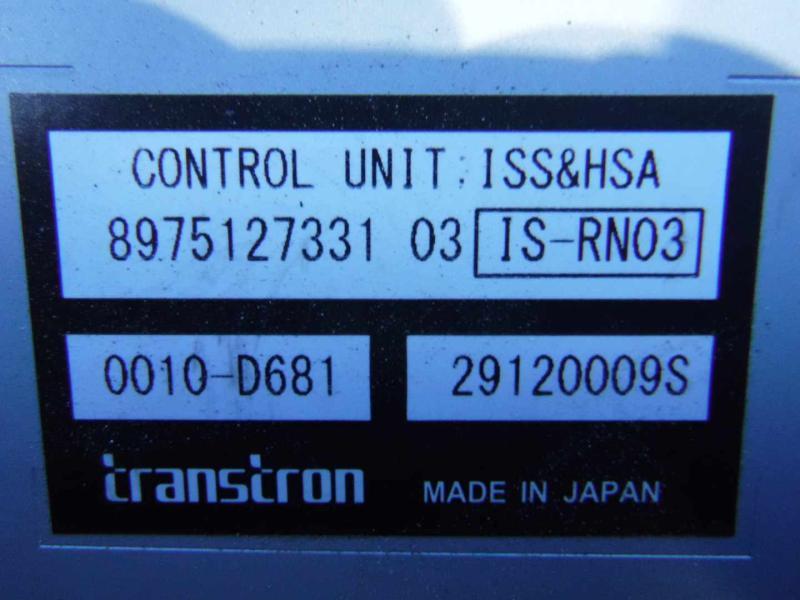 CONTROL UNIT:ISS&HSA
8975127331 03 IS-RN03
0010-D681 29120009S
transtron MADE IN JAPAN